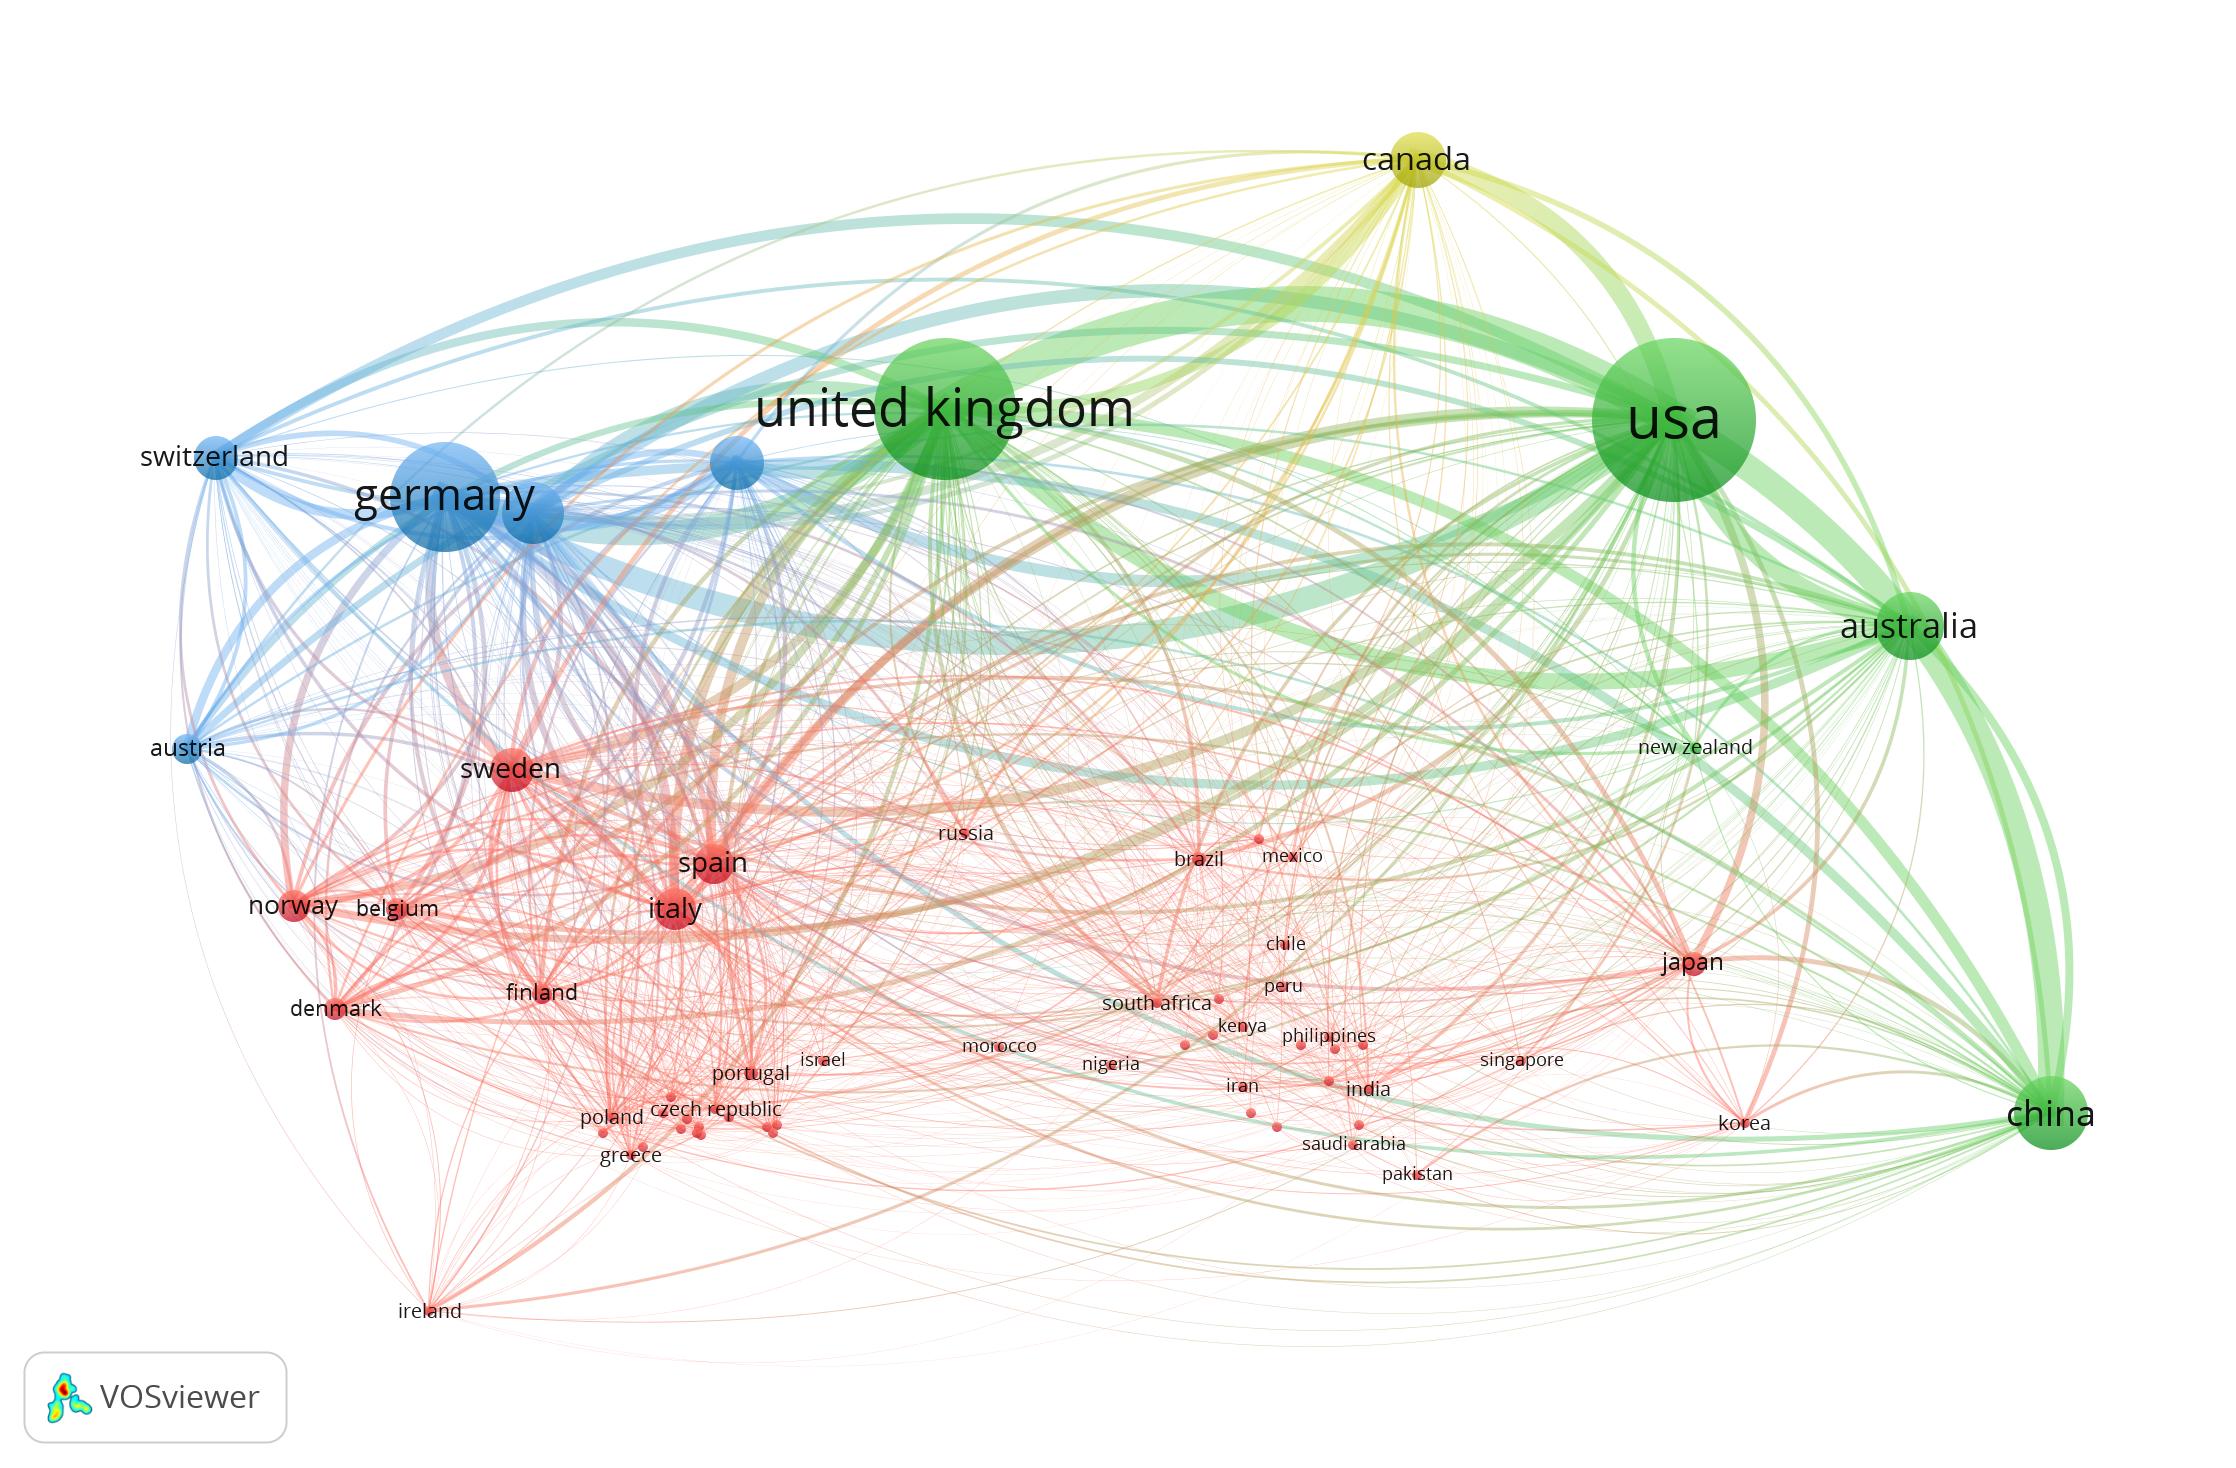 canada
united kingdom
usa
switzerland
germany
australia
austria
new zealand
sweden
russia
brazil
mexico
spain
norway
belgium
italy
chile
japan
peru
finland
denmark
south africa
kenya
philippines
morocco
israel
nigeria
singapore
portugal
iran
india
czech republic
poland
china
korea
saudi arabia
greece
pakistan
ireland
VOSviewer